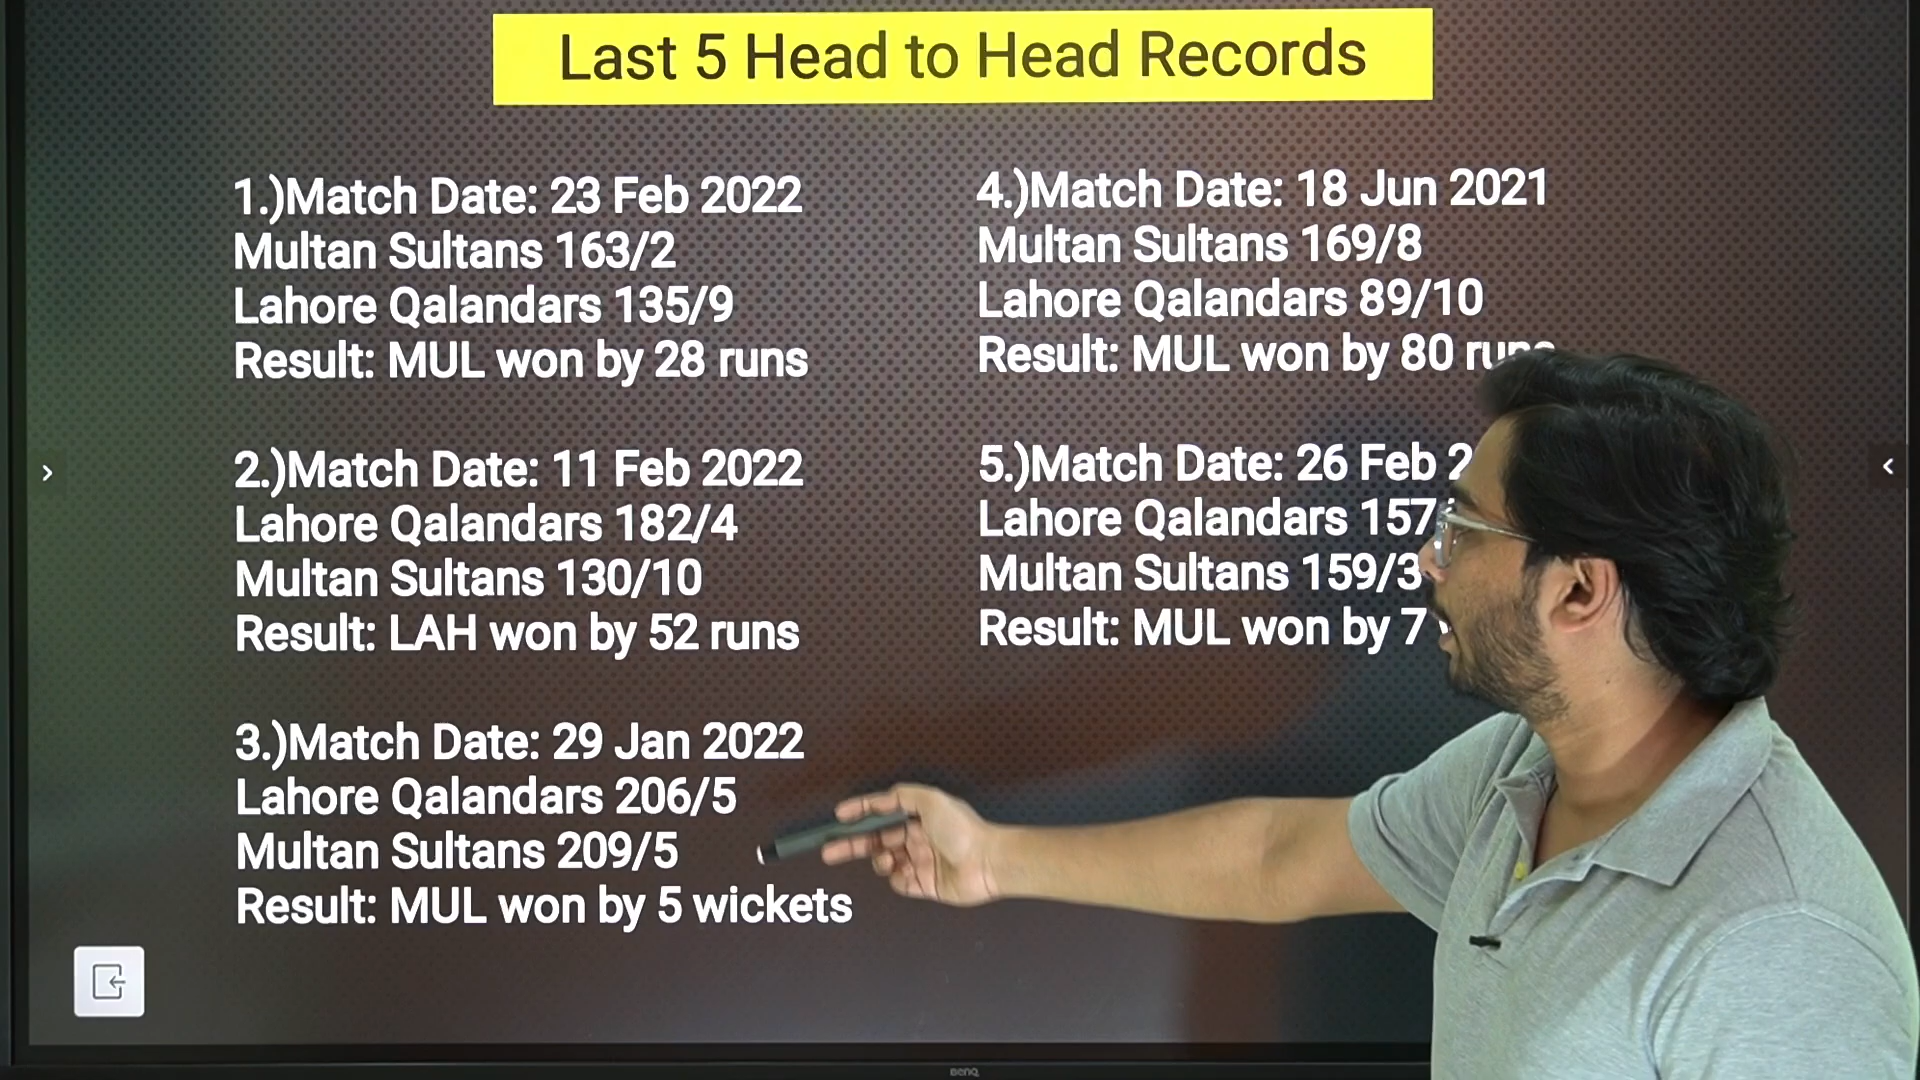 Last 5 Head to Head Records
1.)Match Date: 23 Feb 2022
Multan Sultans 163/2
Lahore Qalandars 135/9
Result: MUL won by 28 runs
2.)Match Date: 11 Feb 2022
Lahore Qalandars 182/4
Multan Sultans 130/10
Result: LAH won by 52 runs
3.)Match Date: 29 Jan 2022
Lahore Qalandars 206/5
Multan Sultans 209/5
Result: MUL won by 5 wickets
4.)Match Date: 18 Jun 2021
Multan Sultans 169/8
Lahore Qalandars 89/10
Result: MUL won by 80 runs
5.)Match Date: 26 Feb
Lahore Qalandars 157
Multan Sultans 159/3
Result: MUL won by 7
BenQ